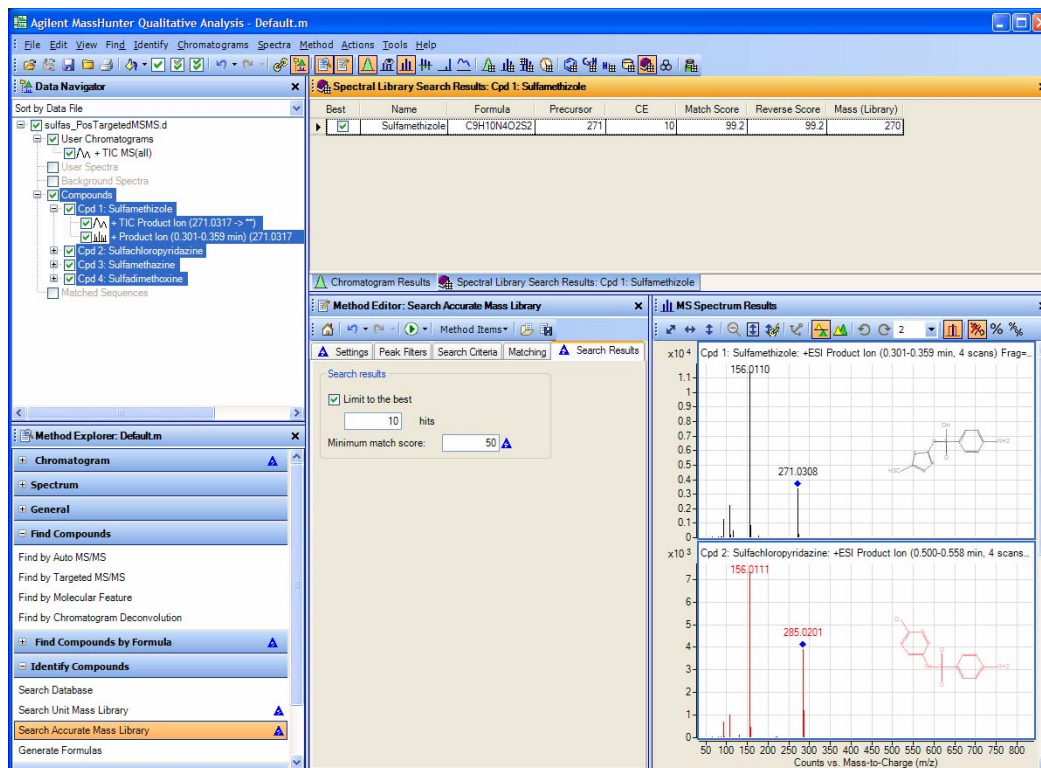 Agilent MassHunter Qualitative Analysis - Default.m
File Edit View Find Identify Chromatograms Spectra Method Actions Tools Help
Data Navigator
Sort by Data File
sulfas_PosTargetedMSMS.d
User Chromatograms
+ TIC MS(all)
User Spectra
Background Spectra
Compounds
Cpd 1: Sulfamethizole
+ TIC Product Ion (271.0317 -> **)
+ Product Ion (0.301-0.359 min) (271.0317
Cpd 2: Sulfachloropyridazine
Cpd 3: Sulfamethazine
Cpd 4: Sulfadimethoxine
Matched Sequences
Spectral Library Search Results: Cpd 1: Sulfamethizole
Best Name Formula Precursor CE Match Score Reverse Score Mass (Library)
Sulfamethizole C9H10N4O2S2 271 10 99.2 99.2 270
Chromatogram Results Spectral Library Search Results: Cpd 1: Sulfamethizole
Method Explorer: Default.m
Chromatogram
Spectrum
General
Find Compounds
Find by Auto MS/MS
Find by Targeted MS/MS
Find by Molecular Feature
Find by Chromatogram Deconvolution
Find Compounds by Formula
Identify Compounds
Search Database
Search Unit Mass Library
Search Accurate Mass Library
Generate Formulas
Method Editor: Search Accurate Mass Library
Method Items
Settings Peak Filters Search Criteria Matching Search Results
Search results
Limit to the best
10 hits
Minimum match score: 50
MS Spectrum Results
2
x10 4 Cpd 1: Sulfamethizole: +ESI Product Ion (0.301-0.359 min, 4 scans) Frag=...
156.0110
1.1
1
0.9
0.8
0.7
0.6
0.5
0.4
0.3
0.2
0.1
0
271.0308
OH
NH2
H3C
x10 3 Cpd 2: Sulfachloropyridazine: +ESI Product Ion (0.500-0.558 min, 4 scans...
156.0111
7
6
5
4
3
2
1
0
285.0201
50 100 150 200 250 300 350 400 450 500 550 600 650 700 750 800
Counts vs. Mass-to-Charge (m/z)